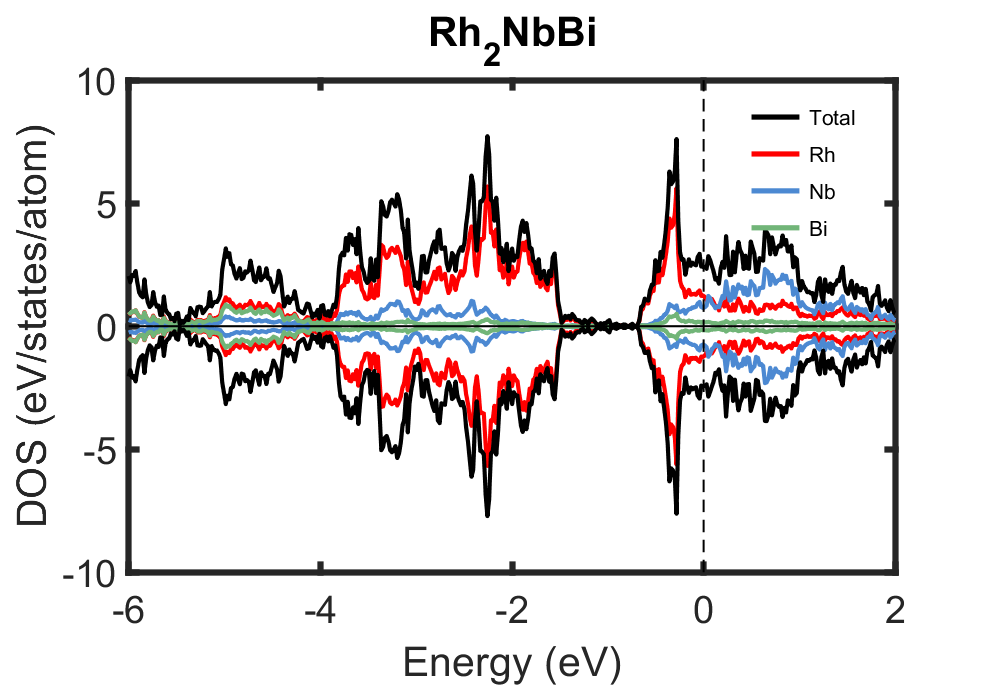 Rh2NbBi
10
5
0
-5
-10
DOS (eV/states/atom)
Total
Rh
Nb
Bi
-6 -4 -2 0 2
Energy (eV)